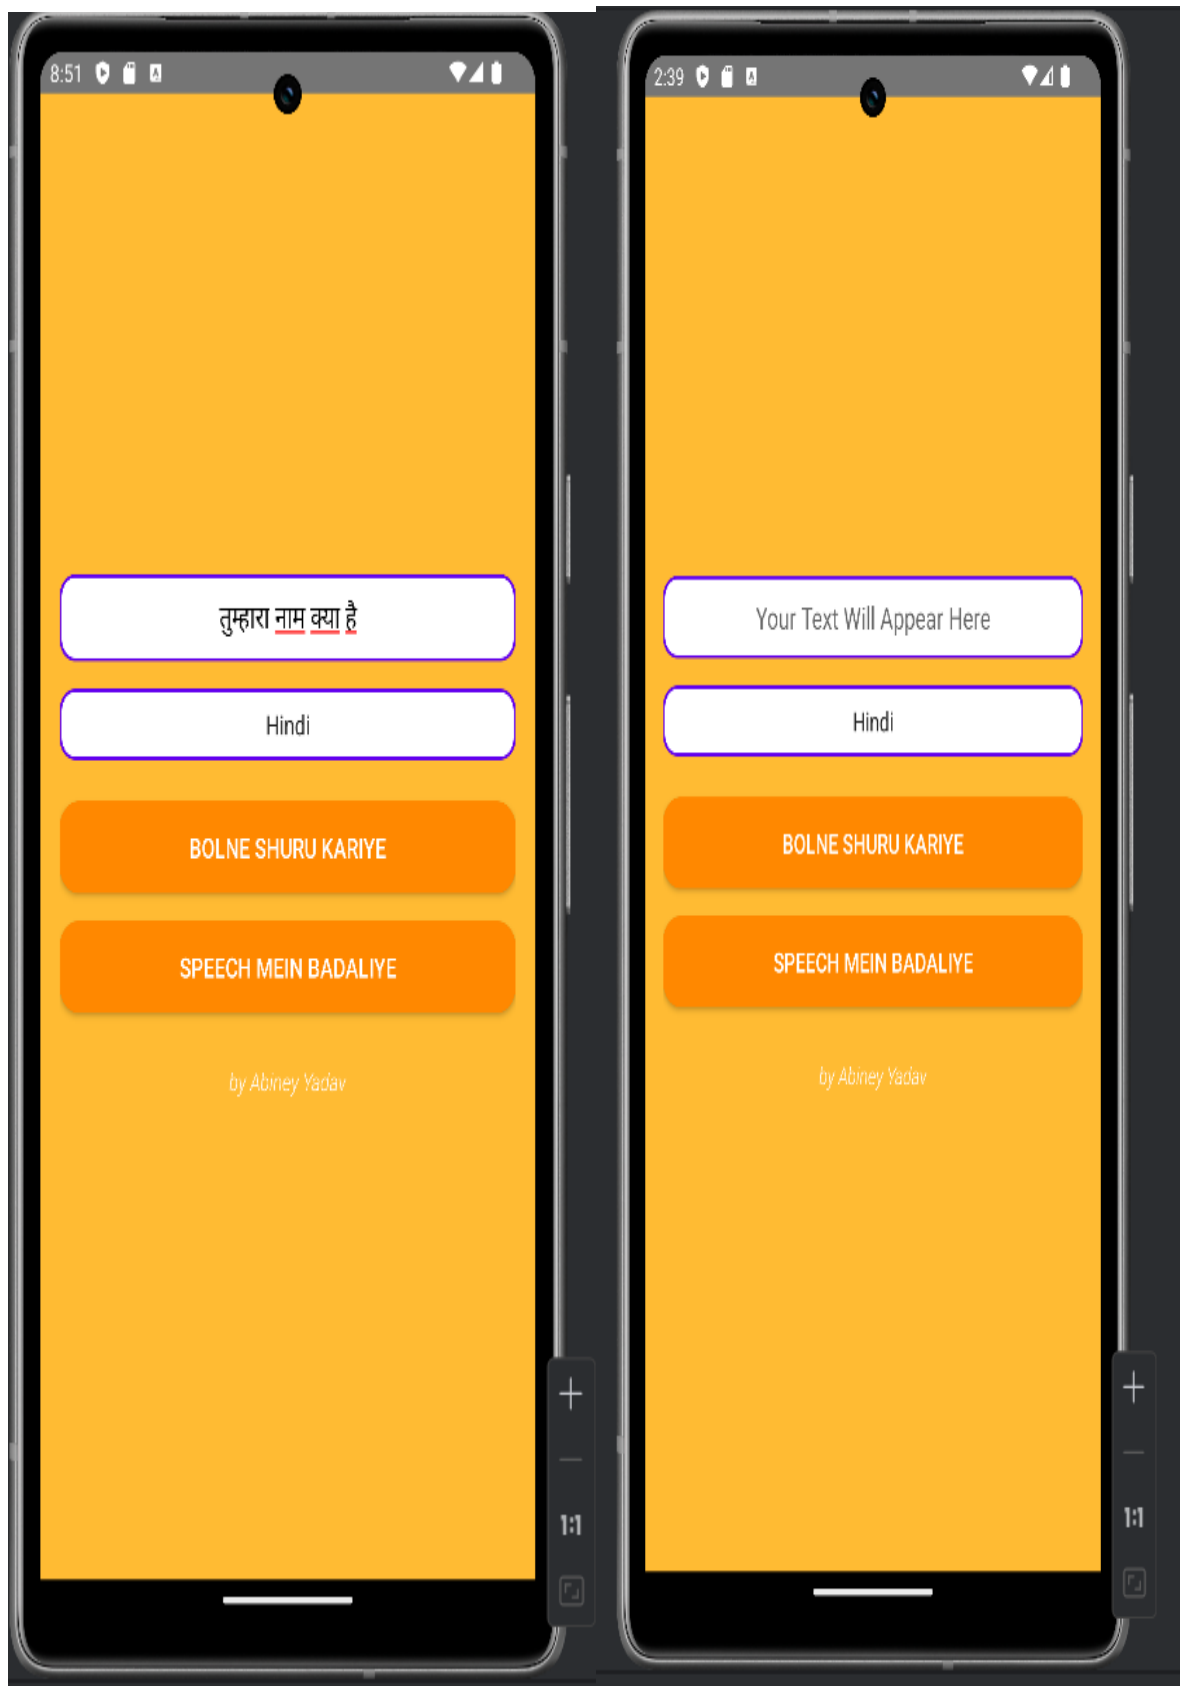 8:51
तुम्हारा नाम क्या है
Hindi
BOLNE SHURU KARIYE
SPEECH MEIN BADALIYE
by Abiney Yadav
1:1
2:39
Your Text Will Appear Here
Hindi
BOLNE SHURU KARIYE
SPEECH MEIN BADALIYE
by Abiney Yadav
1:1